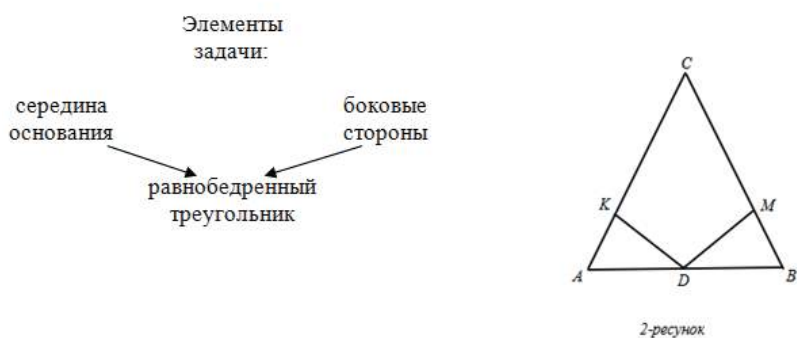 Элементы
задачи:
середина
основания
боковые
стороны
равнобедренный
треугольник
C
K
M
A
D
B
2-ресунок